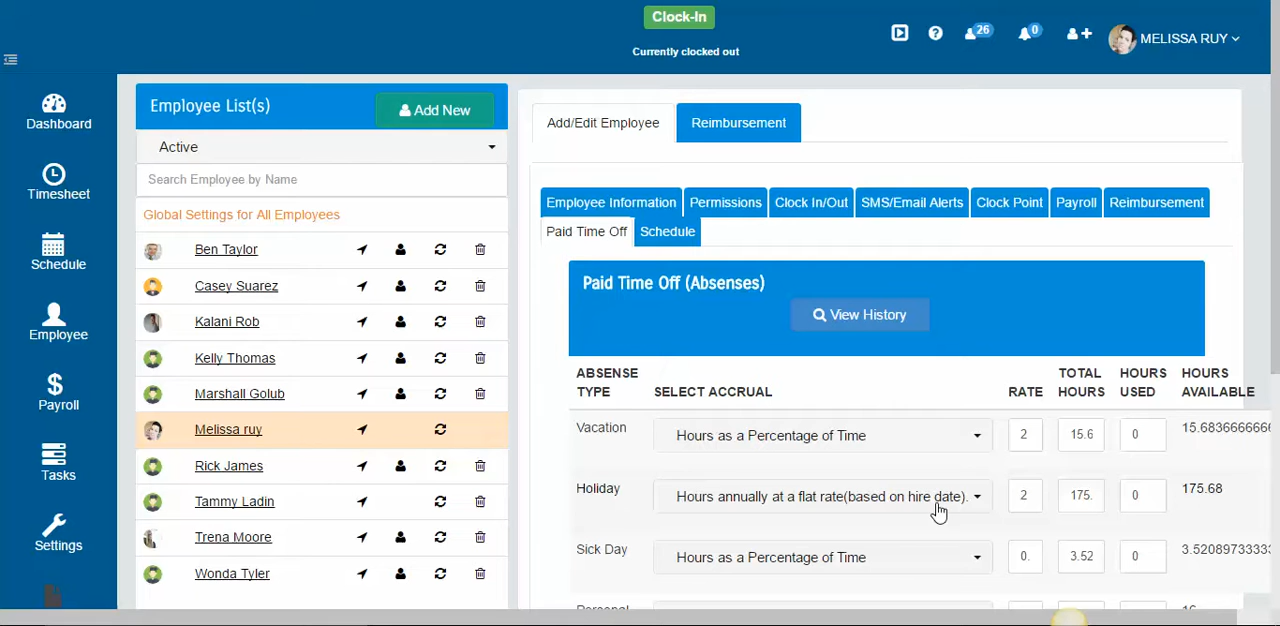 Clock-In
Currently clocked out
26
0
MELISSA RUY
Dashboard
Timesheet
Schedule
Employee
Payroll
Tasks
Settings
Employee List(s)
Add New
Active
Search Employee by Name
Global Settings for All Employees
Ben Taylor
Casey Suarez
Kalani Rob
Kelly Thomas
Marshall Golub
Melissa ruy
Rick James
Tammy Ladin
Trena Moore
Wonda Tyler
Add/Edit Employee Reimbursement
Employee Information Permissions Clock In/Out SMS/Email Alerts Clock Point Payroll Reimbursement
Paid Time Off Schedule
Paid Time Off (Absenses)
View History
ABSENSE TOTAL HOURS HOURS
TYPE SELECT ACCRUAL RATE HOURS USED AVAILABLE
Vacation Hours as a Percentage of Time 2 15.6 0 15.6836666666
Holiday Hours annually at a flat rate(based on hire date). 2 175. 0 175.68
Sick Day Hours as a Percentage of Time 0. 3.52 0 3.52089733333
Personal 16